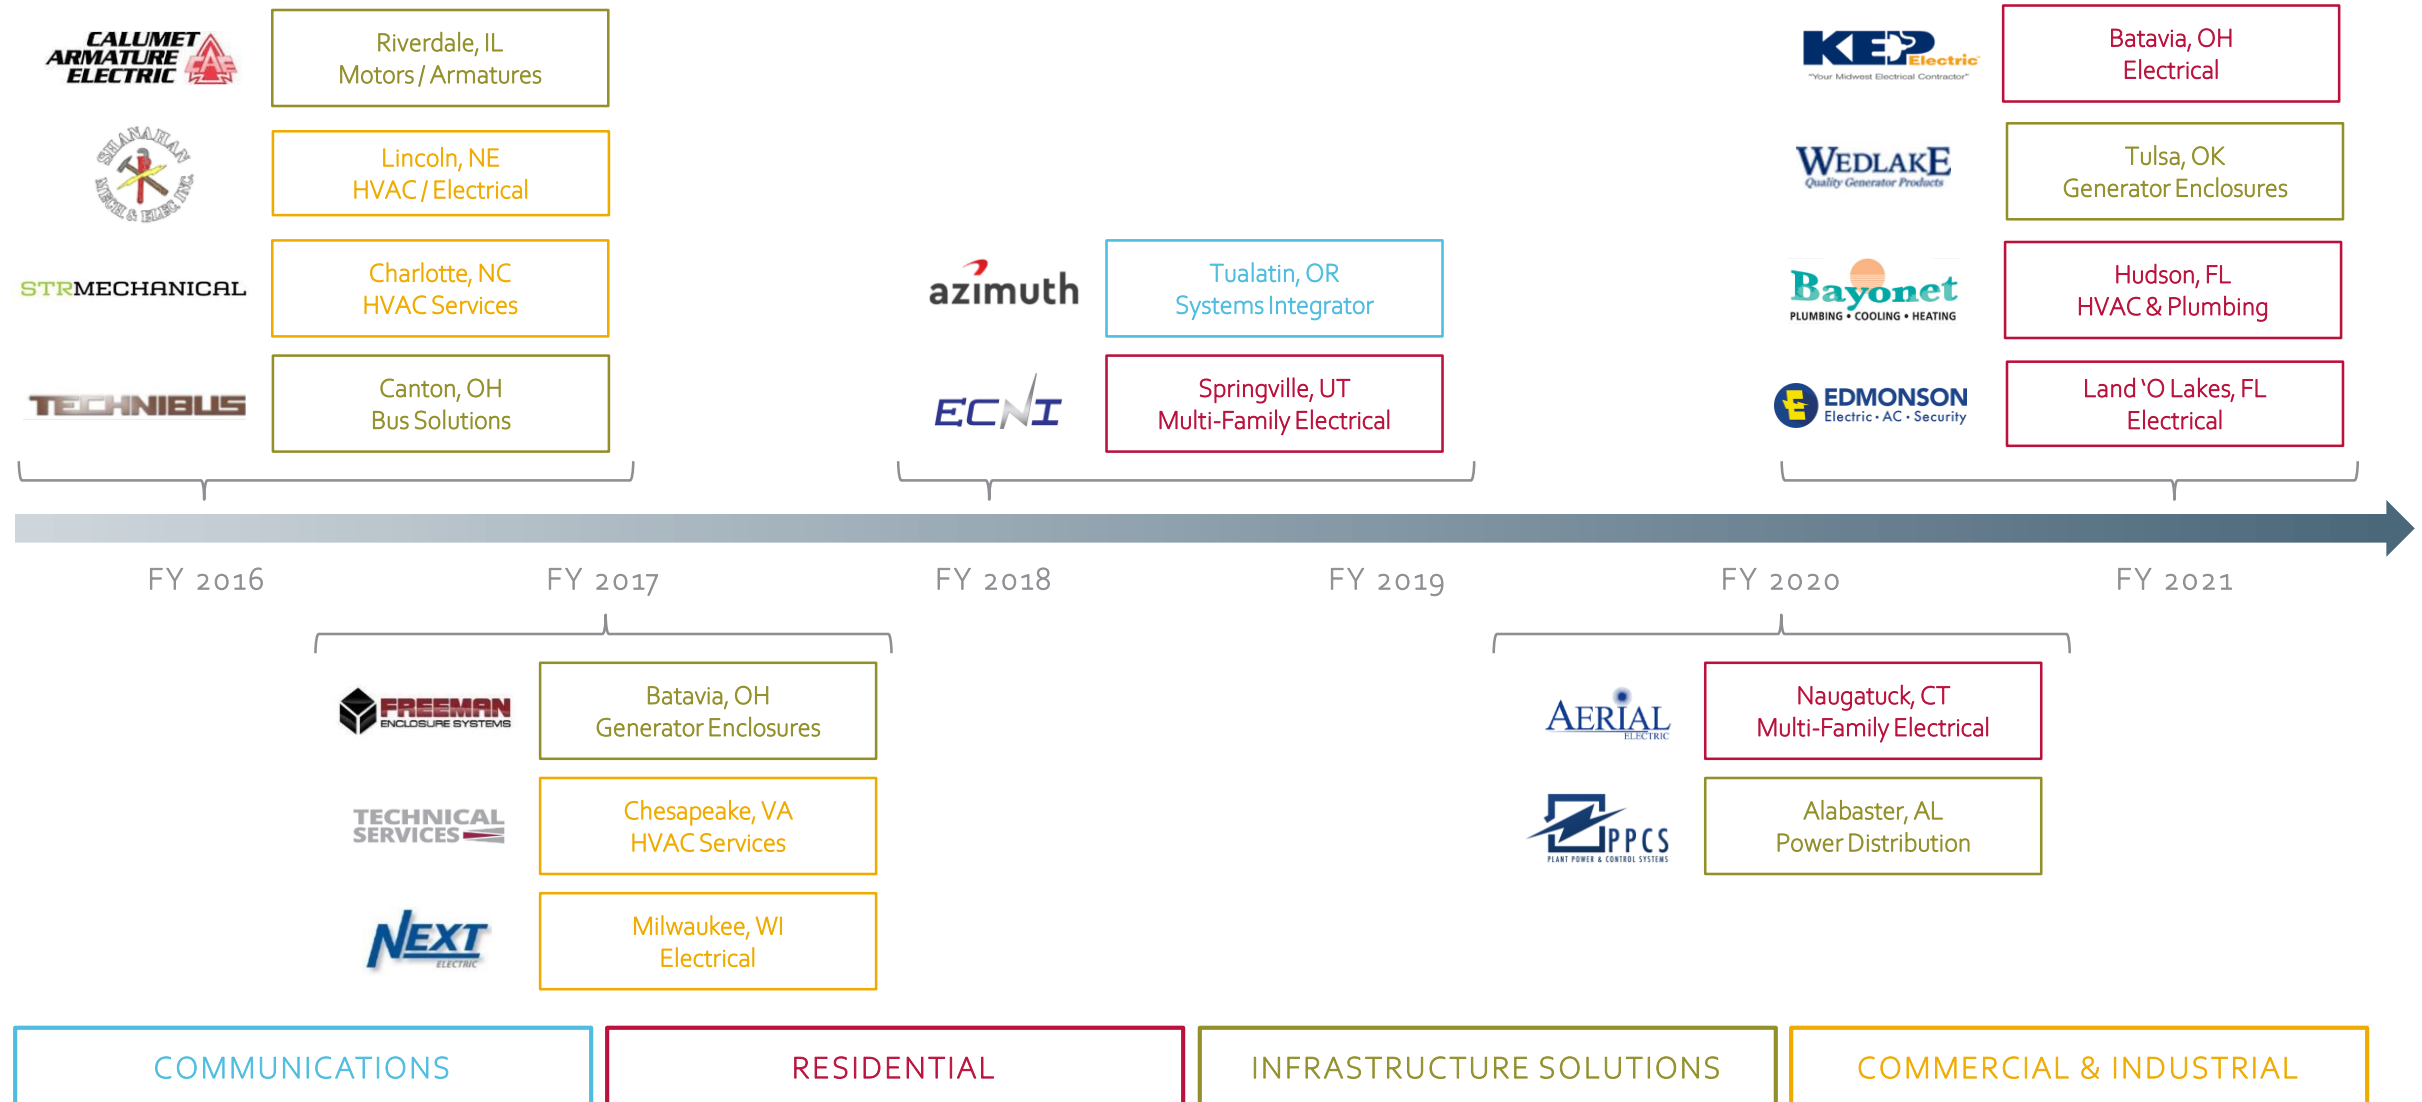 CALUMET
ARMATURE
ELECTRIC
CAE
Riverdale, IL
Motors / Armatures
SHANAHAN
MECH & ELEC INC.
Lincoln, NE
HVAC / Electrical
STRMECHANICAL
Charlotte, NC
HVAC Services
TECHNIBUS
Canton, OH
Bus Solutions
azimuth
Tualatin, OR
Systems Integrator
ECNI
Springville, UT
Multi-Family Electrical
KEP
Electric
"Your Midwest Electrical Contractor"
Batavia, OH
Electrical
WEDLAKE
Quality Generator Products
Tulsa, OK
Generator Enclosures
Bayonet
PLUMBING • COOLING • HEATING
Hudson, FL
HVAC & Plumbing
E
EDMONSON
Electric • AC • Security
Land ‘O Lakes, FL
Electrical
FY 2016
FY 2017
FY 2018
FY 2019
FY 2020
FY 2021
FREEMAN
ENCLOSURE SYSTEMS
Batavia, OH
Generator Enclosures
TECHNICAL
SERVICES
Chesapeake, VA
HVAC Services
NEXT
ELECTRIC
Milwaukee, WI
Electrical
AERIAL
ELECTRIC
Naugatuck, CT
Multi-Family Electrical
PPCS
PLANT POWER & CONTROL SYSTEMS
Alabaster, AL
Power Distribution
COMMUNICATIONS
RESIDENTIAL
INFRASTRUCTURE SOLUTIONS
COMMERCIAL & INDUSTRIAL